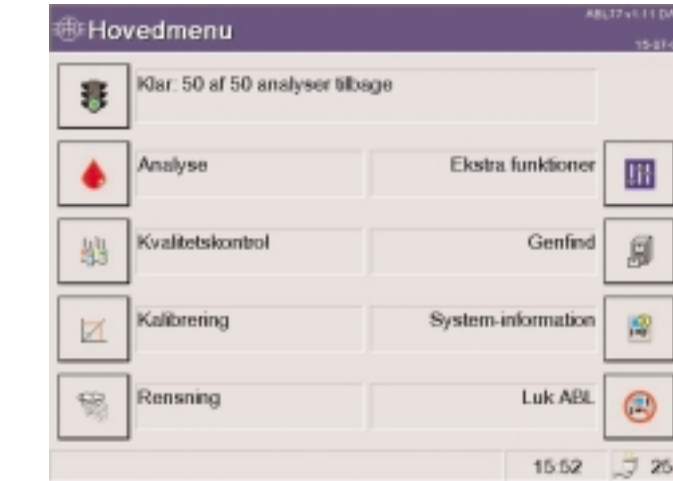 Hovedmenu
ABL77 v1.11 DA
Klar: 50 af 50 analyser tilbage
Analyse
Ekstra funktioner
Kvalitetskontrol
Genfind
Kalibrering
System-information
Rensning
Luk ABL
15:52
25